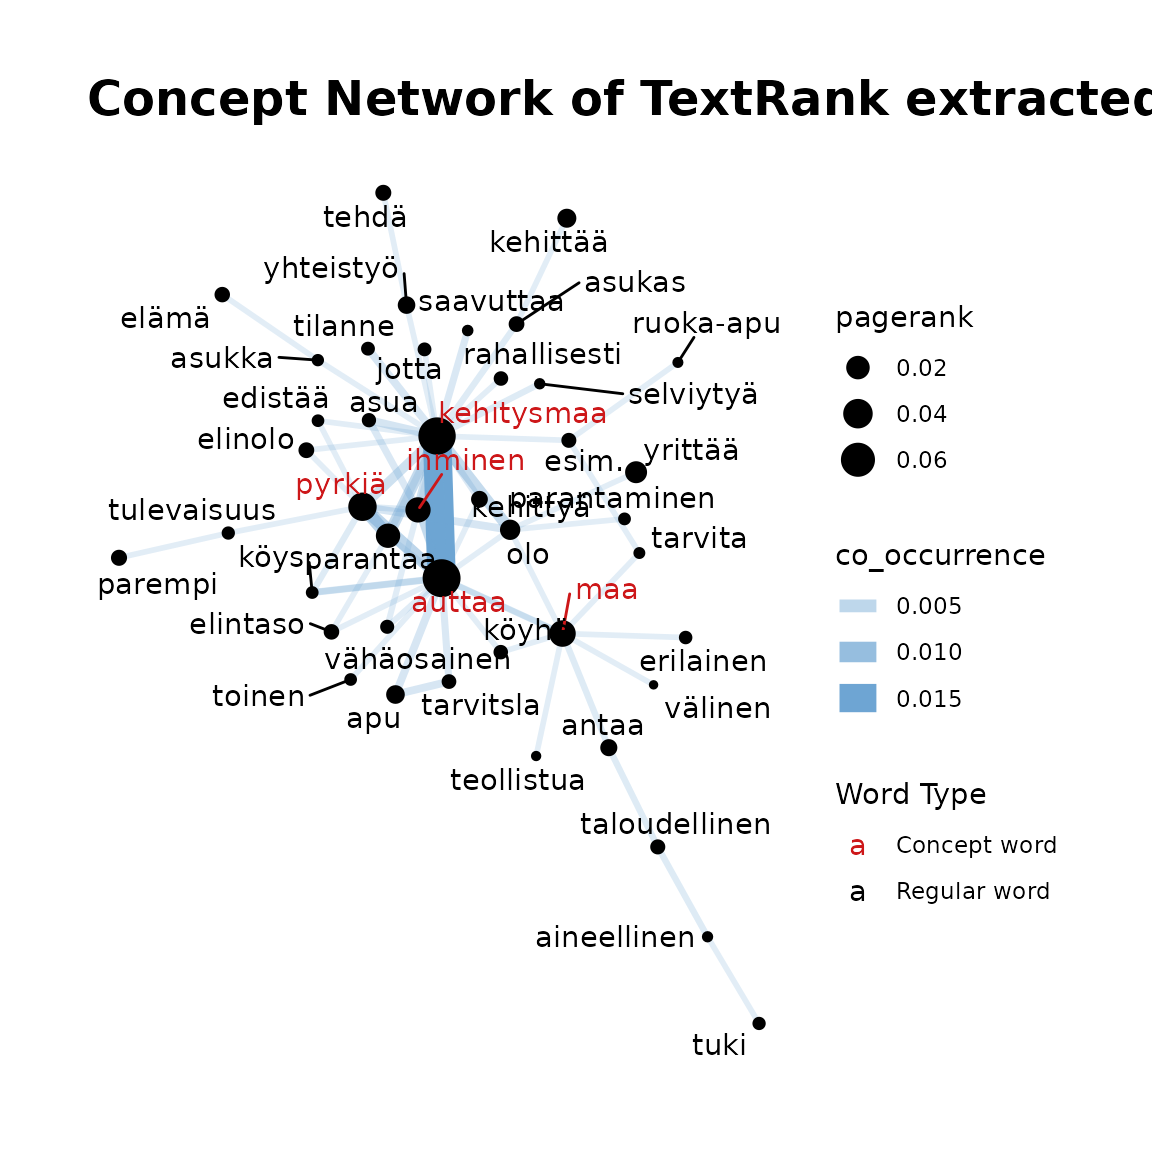 Concept Network of TextRank extracted
tehdä
kehittää
yhteistyö
asukas
saavuttaa
elämä
tilanne
ruoka-apu
asukka
jotta
rahallisesti
edistää
asua
selviytyä
kehitysmaa
elinolo
ihminen
esim.
yrittää
pyrkiä
parantaminen
tulevaisuus
kehittyä
tarvita
köys
parantaa
olo
parempi
maa
auttaa
elintaso
köyhä
vähäosainen
erilainen
toinen
apu
tarvitsla
välinen
antaa
teollistua
taloudellinen
aineellinen
tuki
pagerank
0.02
0.04
0.06
co_occurrence
0.005
0.010
0.015
Word Type
a Concept word
a Regular word